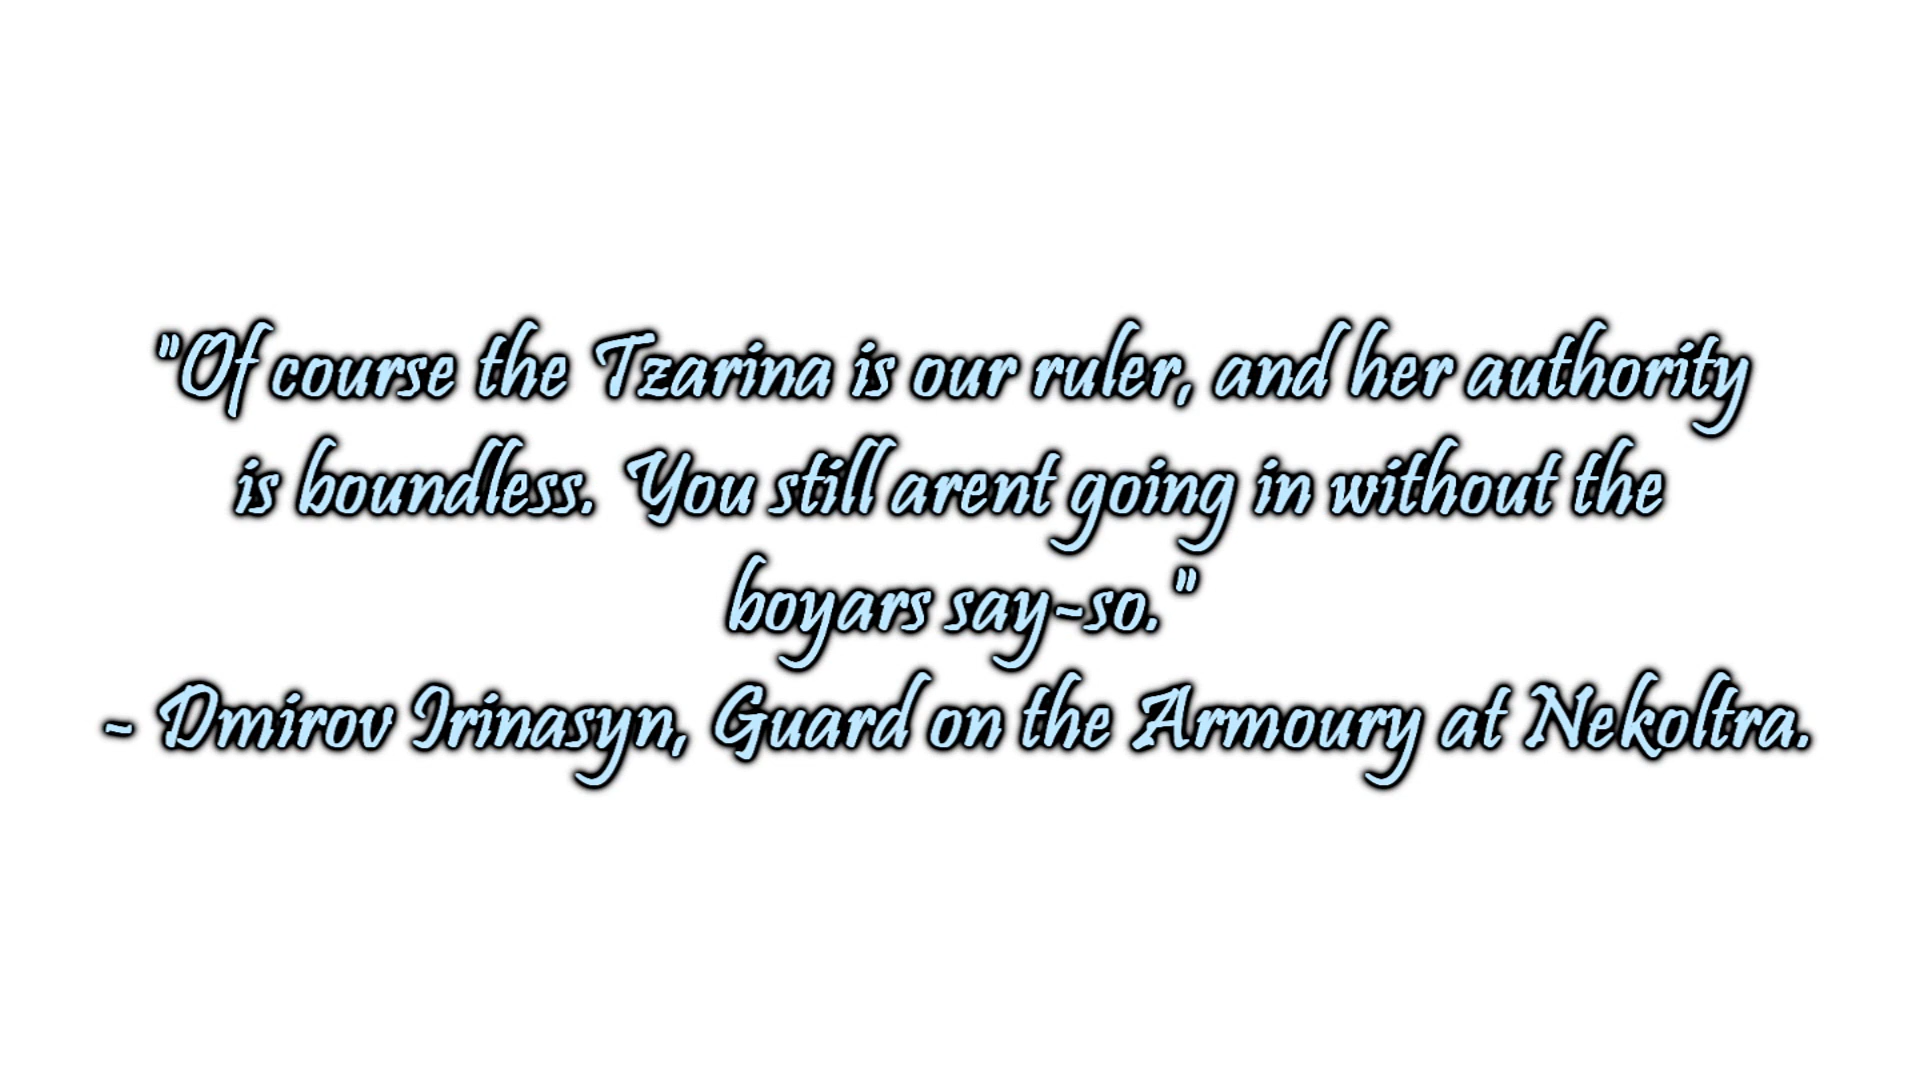 "Of course the Tzarina is our ruler, and her authority
is boundless. You still arent going in without the
boyars say-so."
- Dmirov Irinasyn, Guard on the Armoury at Nekoltra.